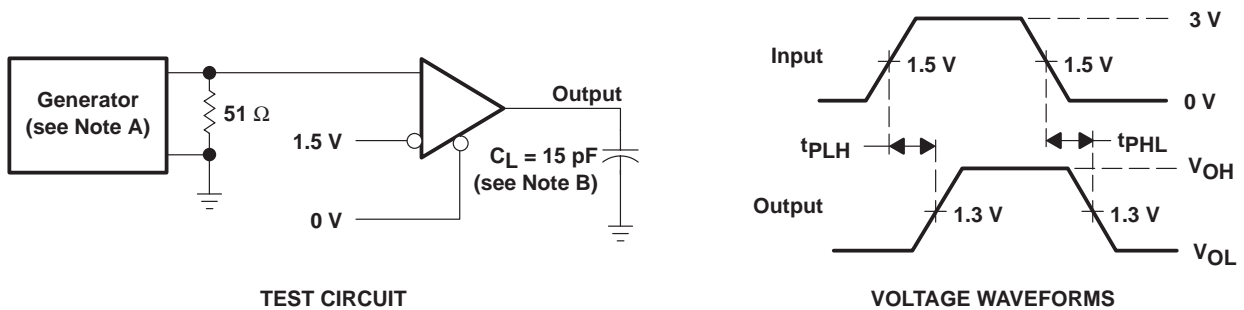 Generator
(see Note A)
51 Ω
1.5 V
0 V
Output
CL = 15 pF
(see Note B)
TEST CIRCUIT
Input
3 V
1.5 V
1.5 V
0 V
tPLH
tPHL
VOH
Output
1.3 V
1.3 V
VOL
VOLTAGE WAVEFORMS